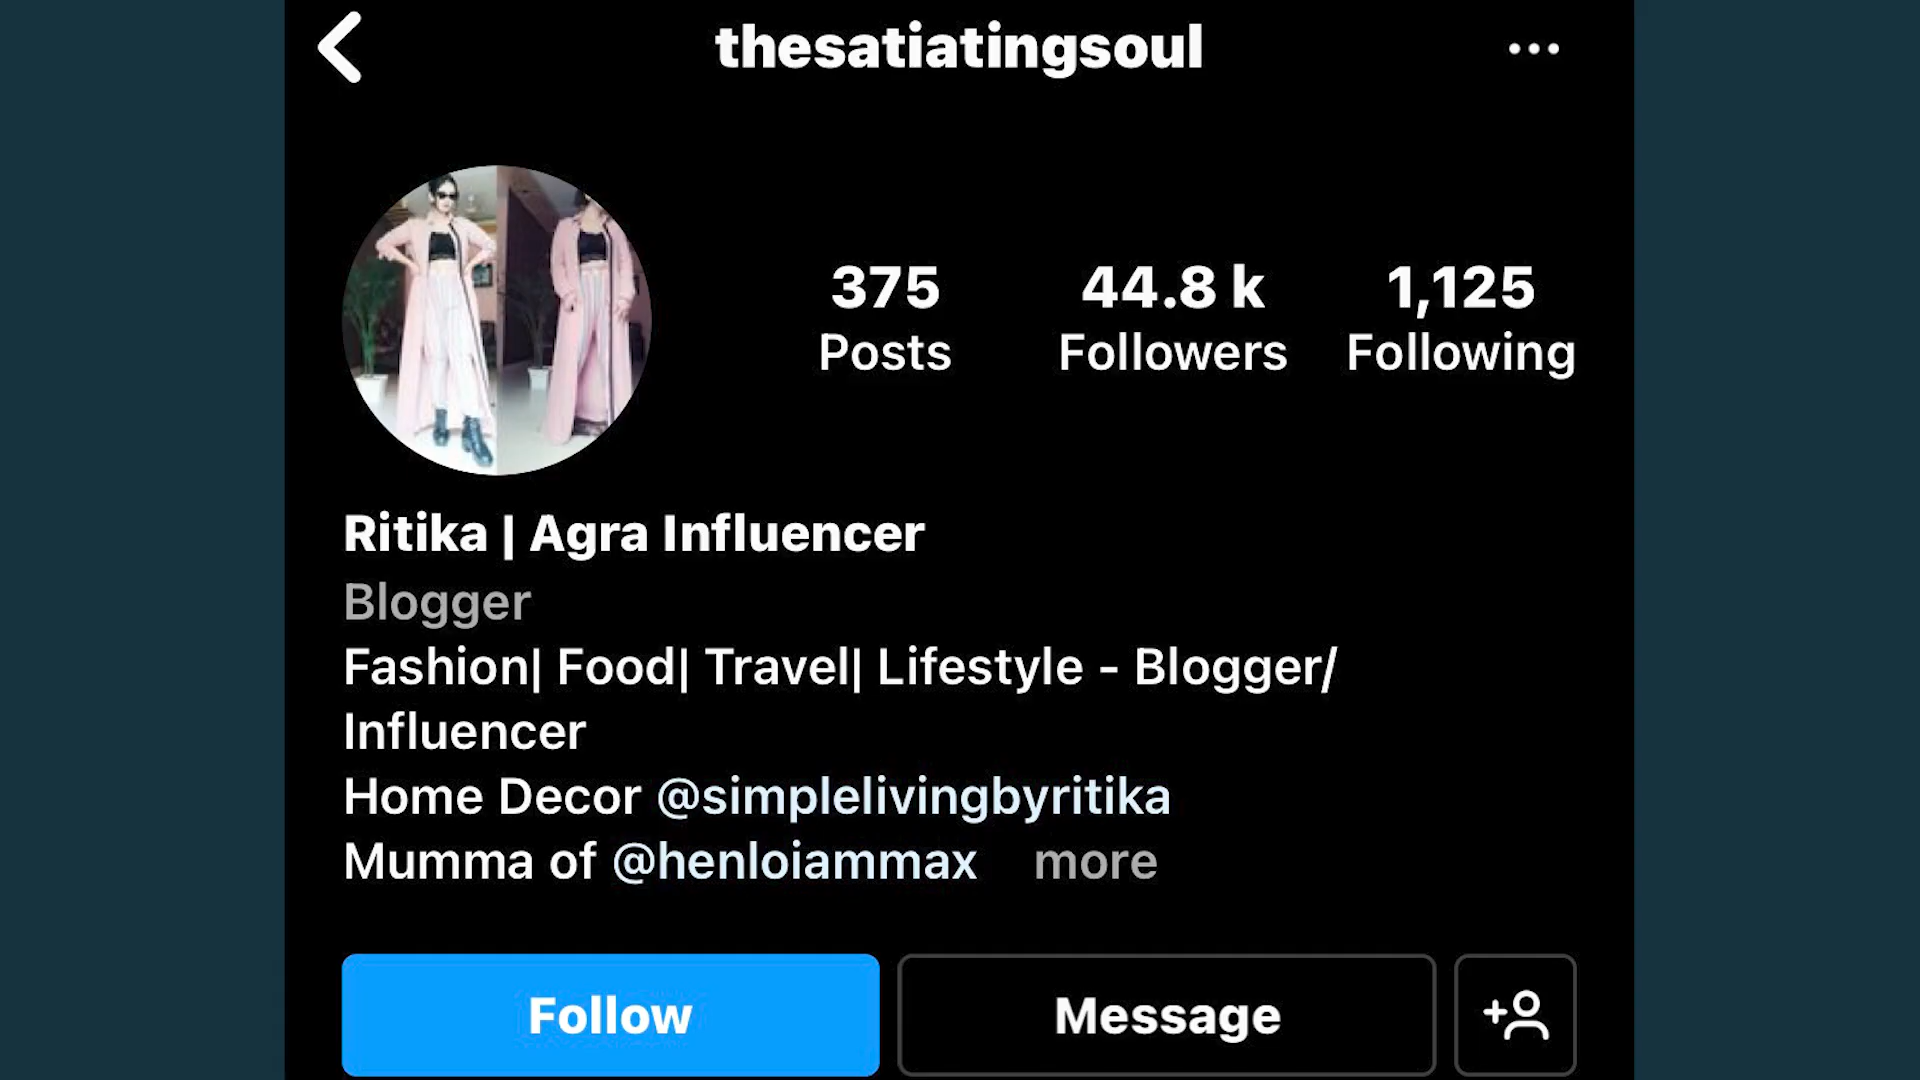 thesatiatingsoul
375
Posts
44.8 k
Followers
1,125
Following
Ritika | Agra Influencer
Blogger
Fashion| Food| Travel| Lifestyle - Blogger/
Influencer
Home Decor @simplelivingbyritika
Mumma of @henloiammax more
Follow
Message